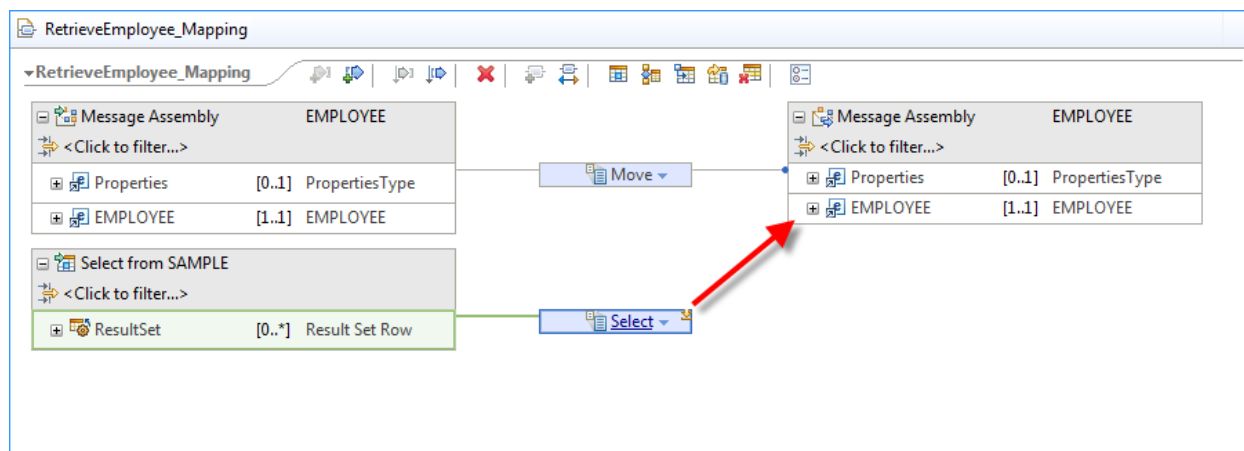 RetrieveEmployee_Mapping
RetrieveEmployee_Mapping
Message Assembly EMPLOYEE
<Click to filter...>
Properties [0..1] PropertiesType
EMPLOYEE [1..1] EMPLOYEE
Select from SAMPLE
<Click to filter...>
ResultSet [0..*] Result Set Row
Move
Select
Message Assembly EMPLOYEE
<Click to filter...>
Properties [0..1] PropertiesType
EMPLOYEE [1..1] EMPLOYEE